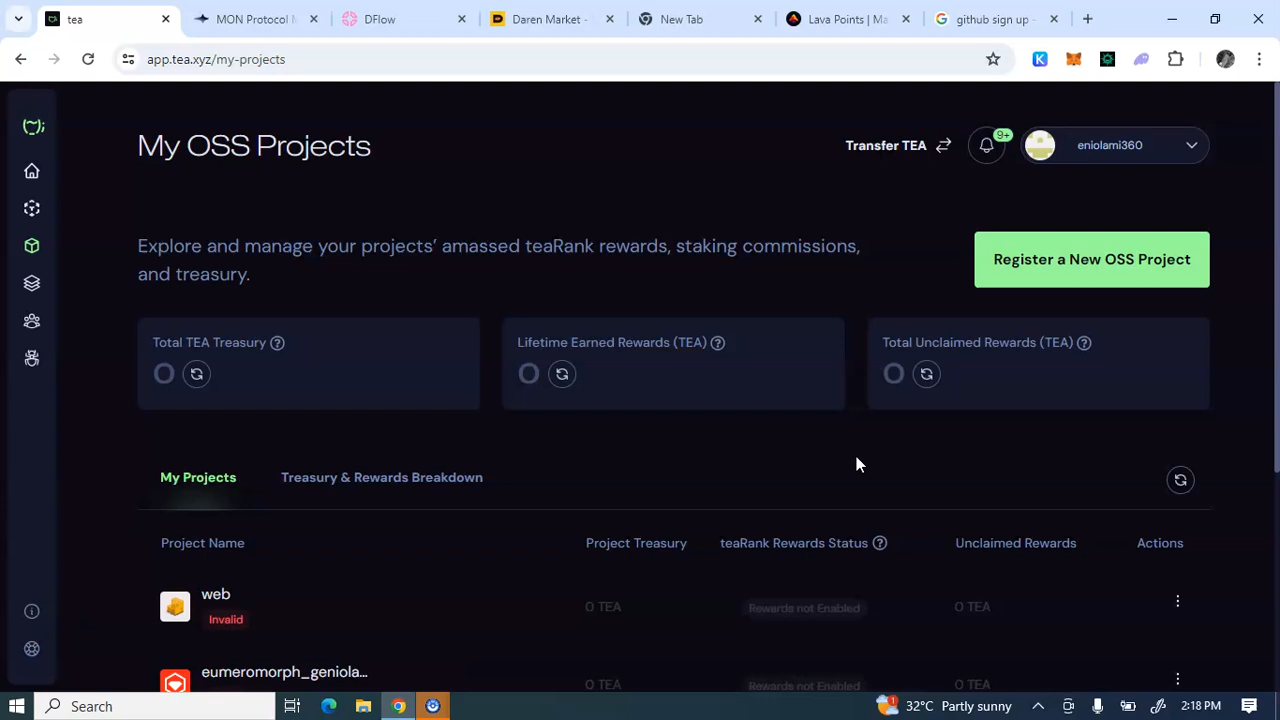 tea
MON Protocol M
DFlow
Daren Market -
New Tab
Lava Points | Ma
github sign up -
app.tea.xyz/my-projects
My OSS Projects
Transfer TEA
9+
eniolami360
Explore and manage your projects’ amassed teaRank rewards, staking commissions,
and treasury.
Register a New OSS Project
Total TEA Treasury
Lifetime Earned Rewards (TEA)
Total Unclaimed Rewards (TEA)
0
0
0
My Projects
Treasury & Rewards Breakdown
Project Name
Project Treasury
teaRank Rewards Status
Unclaimed Rewards
Actions
web
Invalid
0 TEA
Rewards not Enabled
0 TEA
eumeromorph_geniola...
0 TEA
Rewards not Enabled
0 TEA
Search
32°C Partly sunny
2:18 PM